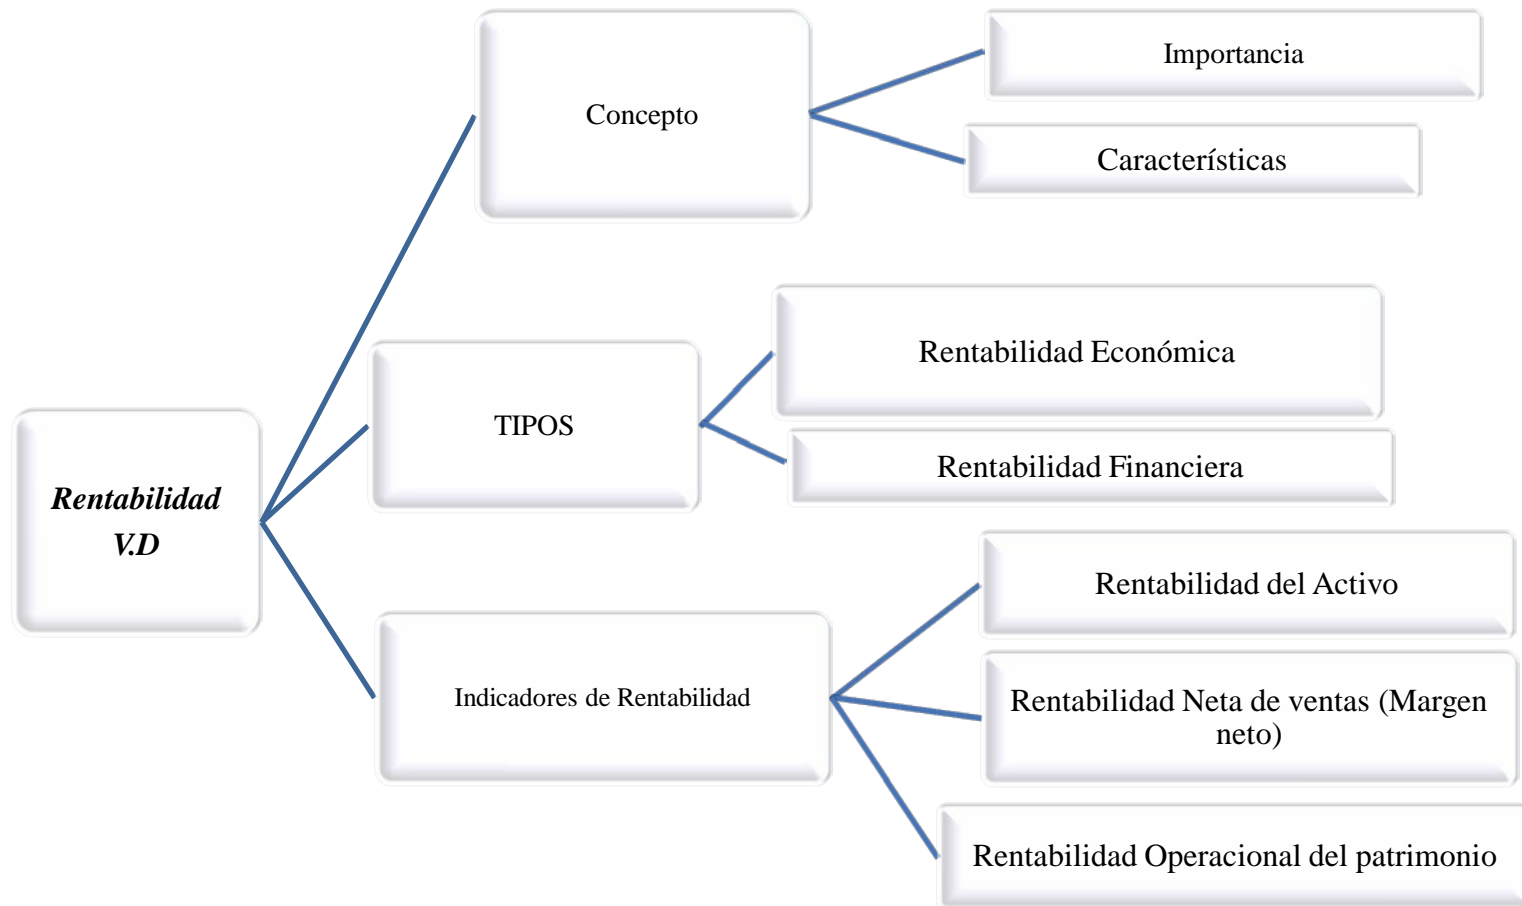 Importancia
Concepto
Característicias
Rentabilidad Económica
TIPOS
Rentabilidad Financiera
Rentabilidad
V.D
Rentabilidad del Activo
Indicadores de Rentabilidad
Rentabilidad Neta de ventas (Margen
neto)
Rentabilidad Operacional del patrimonio